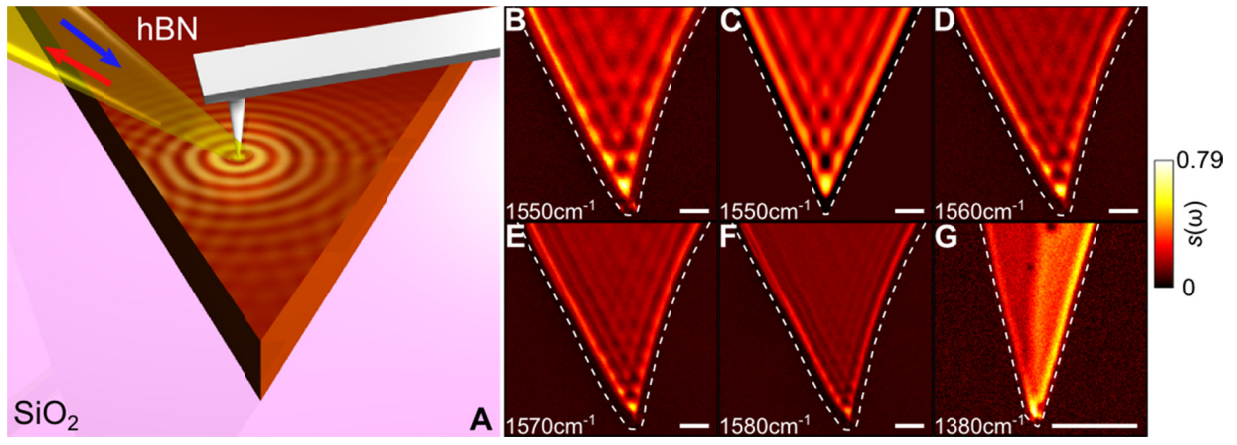 hBN
SiO₂
A
B
1550cm⁻¹
C
1550cm⁻¹
D
1560cm⁻¹
E
1570cm⁻¹
F
1580cm⁻¹
G
1380cm⁻¹
0.79
s(ω)
0